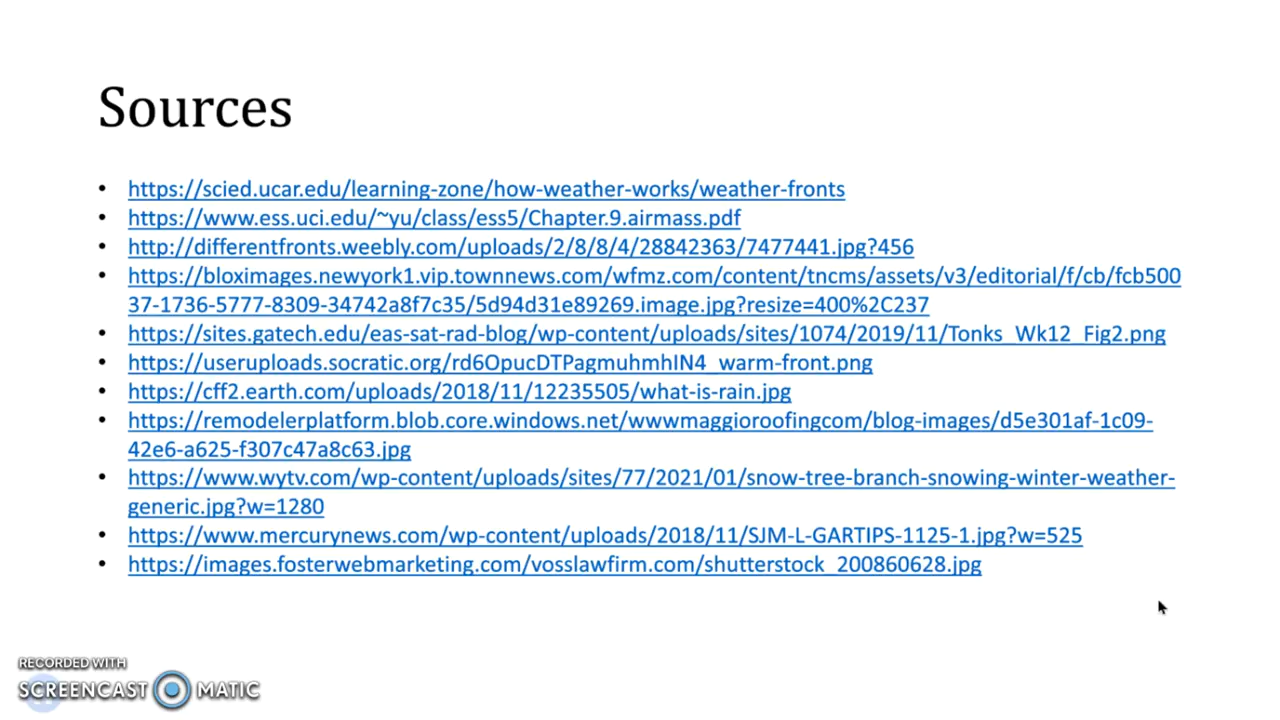 Sources
• https://scied.ucar.edu/learning-zone/how-weather-works/weather-fronts
• https://www.ess.uci.edu/~yu/class/ess5/Chapter.9.airmass.pdf
• http://differentfronts.weebly.com/uploads/2/8/8/4/28842363/7477441.jpg?456
• https://bloximages.newyork1.vip.townnews.com/wfmz.com/content/tncms/assets/v3/editorial/f/cb/fcb500
37-1736-5777-8309-34742a8f7c35/5d94d31e89269.image.jpg?resize=400%2C237
• https://sites.gatech.edu/eas-sat-rad-blog/wp-content/uploads/sites/1074/2019/11/Tonks_Wk12_Fig2.png
• https://useruploads.socratic.org/rd6OpucDTPagmuhmhIN4_warm-front.png
• https://cff2.earth.com/uploads/2018/11/12235505/what-is-rain.jpg
• https://remodelerplatform.blob.core.windows.net/wwwmaggioroofingcom/blog-images/d5e301af-1c09-
42e6-a625-f307c47a8c63.jpg
• https://www.wytv.com/wp-content/uploads/sites/77/2021/01/snow-tree-branch-snowing-winter-weather-
generic.jpg?w=1280
• https://www.mercurynews.com/wp-content/uploads/2018/11/SJM-L-GARTIPS-1125-1.jpg?w=525
• https://images.fosterwebmarketing.com/vosslawfirm.com/shutterstock_200860628.jpg
RECORDED WITH
SCREENCAST MATIC